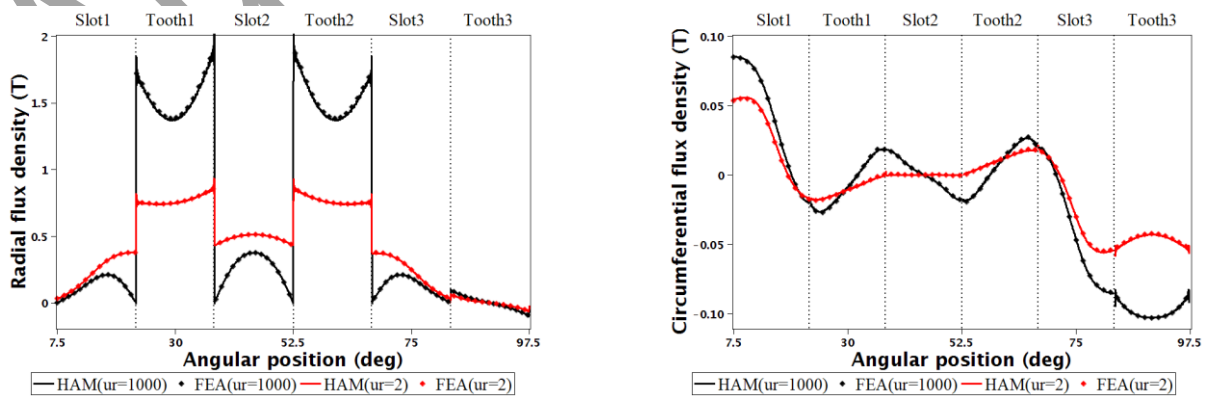 Slot1 Tooth1 Slot2 Tooth2 Slot3 Tooth3
2
1.5
1
0.5
0
Radial flux density (T)
7.5 30 52.5 75 97.5
Angular position (deg)
HAM(ur=1000) FEA(ur=1000) HAM(ur=2) FEA(ur=2)
Slot1 Tooth1 Slot2 Tooth2 Slot3 Tooth3
0.10
0.05
0
-0.05
-0.10
Circumferential flux density (T)
7.5 30 52.5 75 97.5
Angular position (deg)
HAM(ur=1000) FEA(ur=1000) HAM(ur=2) FEA(ur=2)